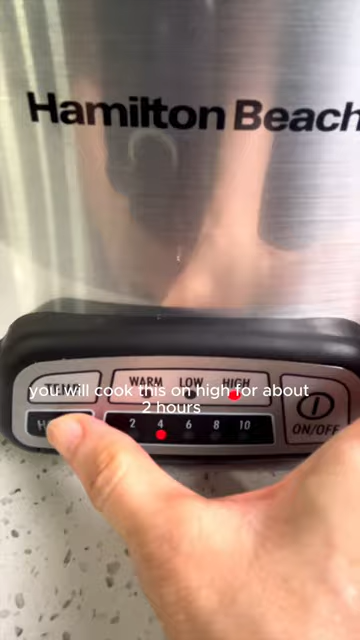 Hamilton Beach
you will cook this on high for about
2 hours
WARM LOW HIGH
2 4 6 8 10
ON/OFF